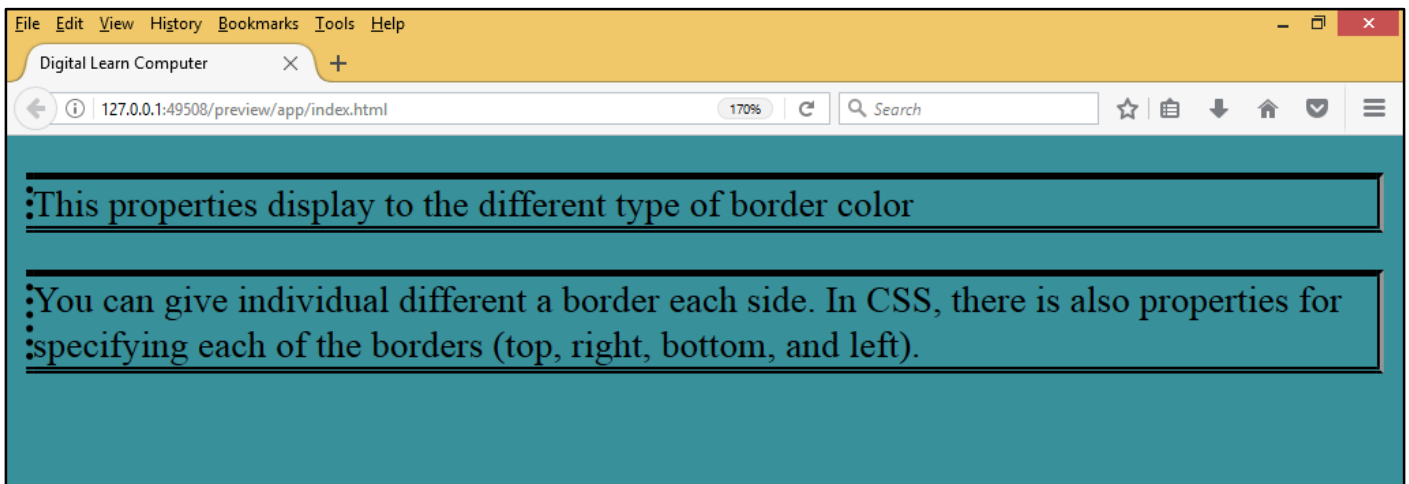 File Edit View History Bookmarks Tools Help
Digital Learn Computer
127.0.0.1:49508/preview/app/index.html 170% Search
This properties display to the different type of border color
You can give individual different a border each side. In CSS, there is also properties for
specifying each of the borders (top, right, bottom, and left).